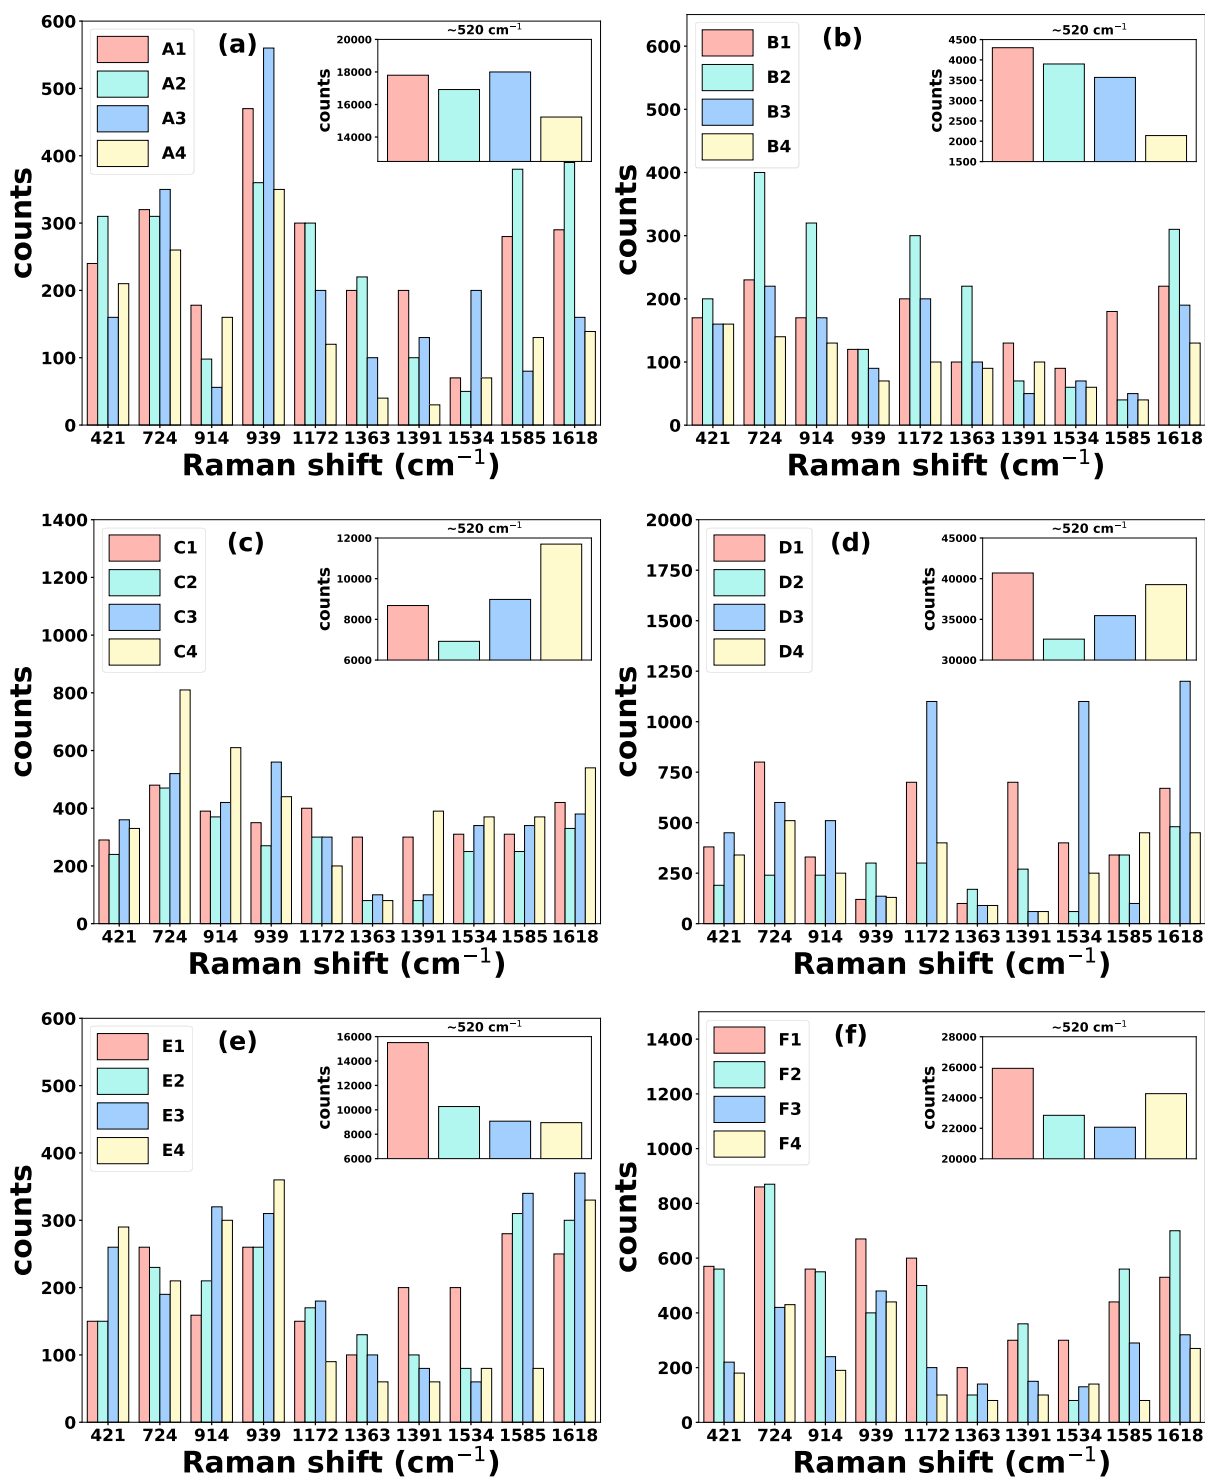 (a)
A1
A2
A3
A4
~520 cm⁻¹
counts
20000
18000
16000
14000
counts
600
500
400
300
200
100
0
421 724 914 939 1172 1363 1391 1534 1585 1618
Raman shift (cm⁻¹)
(b)
B1
B2
B3
B4
~520 cm⁻¹
counts
4500
4000
3500
3000
2500
2000
1500
counts
600
500
400
300
200
100
0
421 724 914 939 1172 1363 1391 1534 1585 1618
Raman shift (cm⁻¹)
(c)
C1
C2
C3
C4
~520 cm⁻¹
counts
12000
10000
8000
6000
counts
1400
1200
1000
800
600
400
200
0
421 724 914 939 1172 1363 1391 1534 1585 1618
Raman shift (cm⁻¹)
(d)
D1
D2
D3
D4
~520 cm⁻¹
counts
40000
35000
30000
counts
2000
1750
1500
1250
1000
750
500
250
0
421 724 914 939 1172 1363 1391 1534 1585 1618
Raman shift (cm⁻¹)
(e)
E1
E2
E3
E4
~520 cm⁻¹
counts
16000
14000
12000
10000
8000
6000
counts
600
500
400
300
200
100
0
421 724 914 939 1172 1363 1391 1534 1585 1618
Raman shift (cm⁻¹)
(f)
F1
F2
F3
F4
~520 cm⁻¹
counts
28000
26000
24000
22000
20000
counts
1400
1200
1000
800
600
400
200
0
421 724 914 939 1172 1363 1391 1534 1585 1618
Raman shift (cm⁻¹)